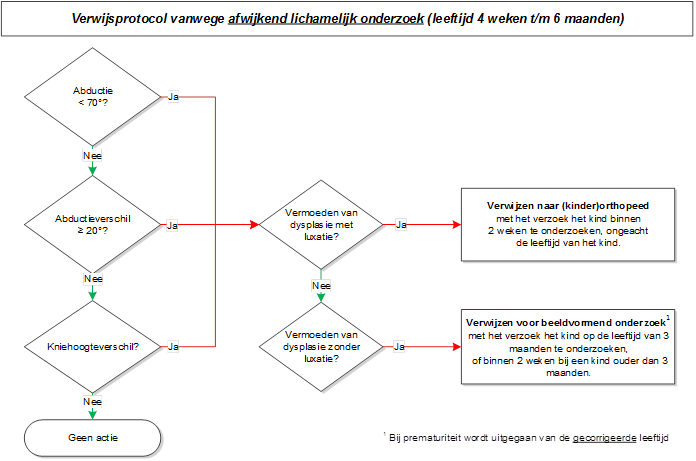 Verwijsprotocol vanwege afwijkend lichamelijk onderzoek (leeftijd 4 weken t/m 6 maanden)
Abductie
< 70°?
Ja
Nee
Abductieverschil
≥ 20°?
Ja
Nee
Kniehoogteverschil?
Ja
Nee
Geen actie
Vermoeden van
dysplasie met
luxatie?
Ja
Nee
Vermoeden van
dysplasie zonder
luxatie?
Ja
Verwijzen naar (kinder)orthopeed
met het verzoek het kind binnen
2 weken te onderzoeken, ongeacht
de leeftijd van het kind.
Verwijzen voor beeldvormend onderzoek¹
met het verzoek het kind op de leeftijd van 3
maanden te onderzoeken,
of binnen 2 weken bij een kind ouder dan 3
maanden.
¹ Bij prematuriteit wordt uitgegaan van de gecorrigeerde leeftijd